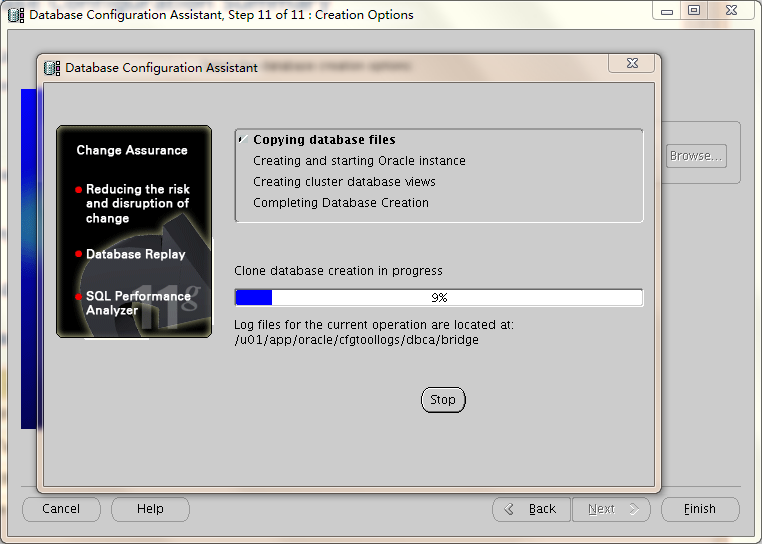 Database Configuration Assistant, Step 11 of 11 : Creation Options
Database Configuration Assistant
Change Assurance
Reducing the risk
and disruption of
change
Database Replay
SQL Performance
Analyzer
11g
Copying database files
Creating and starting Oracle instance
Creating cluster database views
Completing Database Creation
Clone database creation in progress
9%
Log files for the current operation are located at:
/u01/app/oracle/cfgtoollogs/dbca/bridge
Stop
Browse...
Cancel
Help
Back
Next
Finish